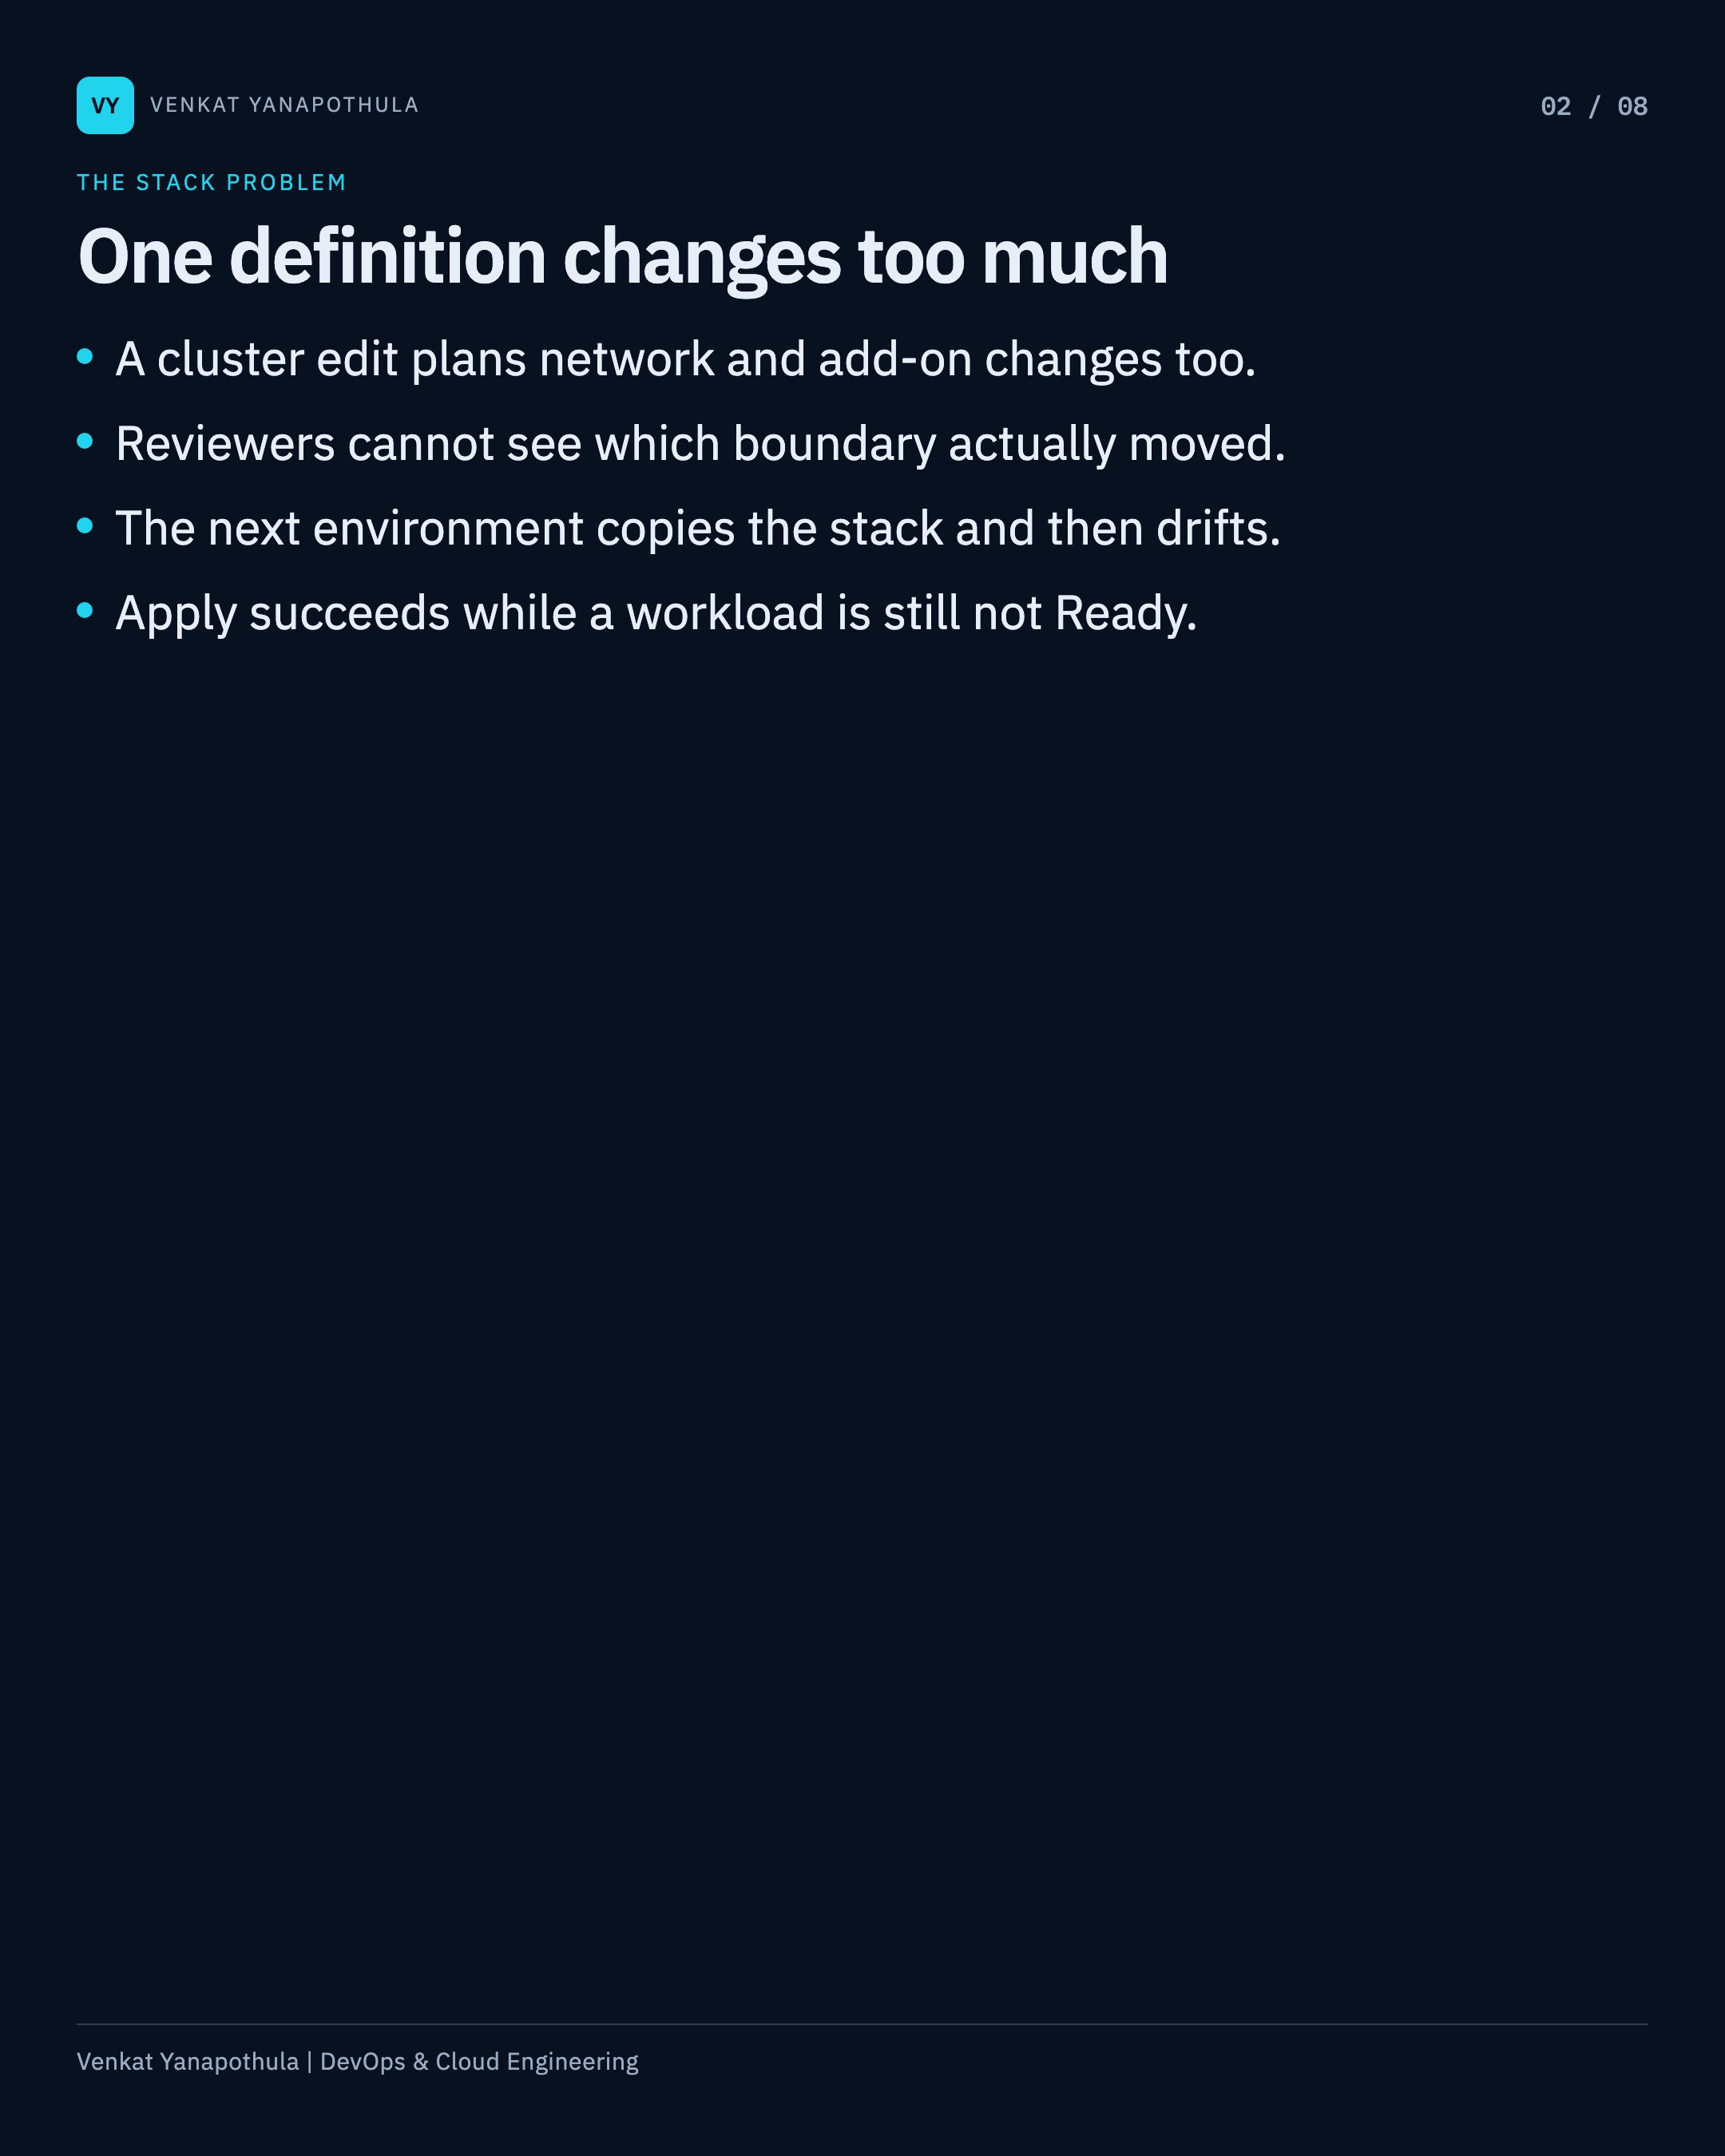 VY VENKAT YANAPOTHULA
02 / 08
THE STACK PROBLEM
One definition changes too much
• A cluster edit plans network and add-on changes too.
• Reviewers cannot see which boundary actually moved.
• The next environment copies the stack and then drifts.
• Apply succeeds while a workload is still not Ready.
Venkat Yanapothula | DevOps & Cloud Engineering